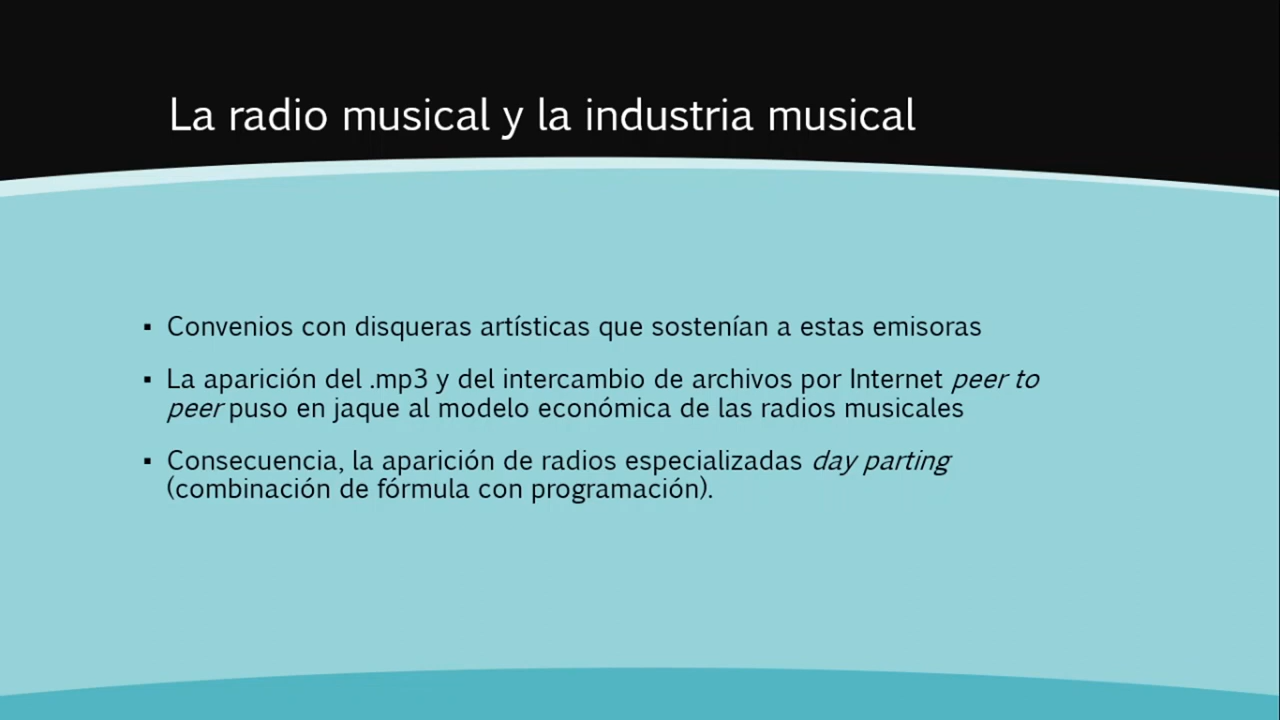 La radio musical y la industria musical
▪ Convenios con disqueras artísticas que sostenían a estas emisoras
▪ La aparición del .mp3 y del intercambio de archivos por Internet peer to
peer puso en jaque al modelo económica de las radios musicales
▪ Consecuencia, la aparición de radios especializadas day parting
(combinación de fórmula con programación).